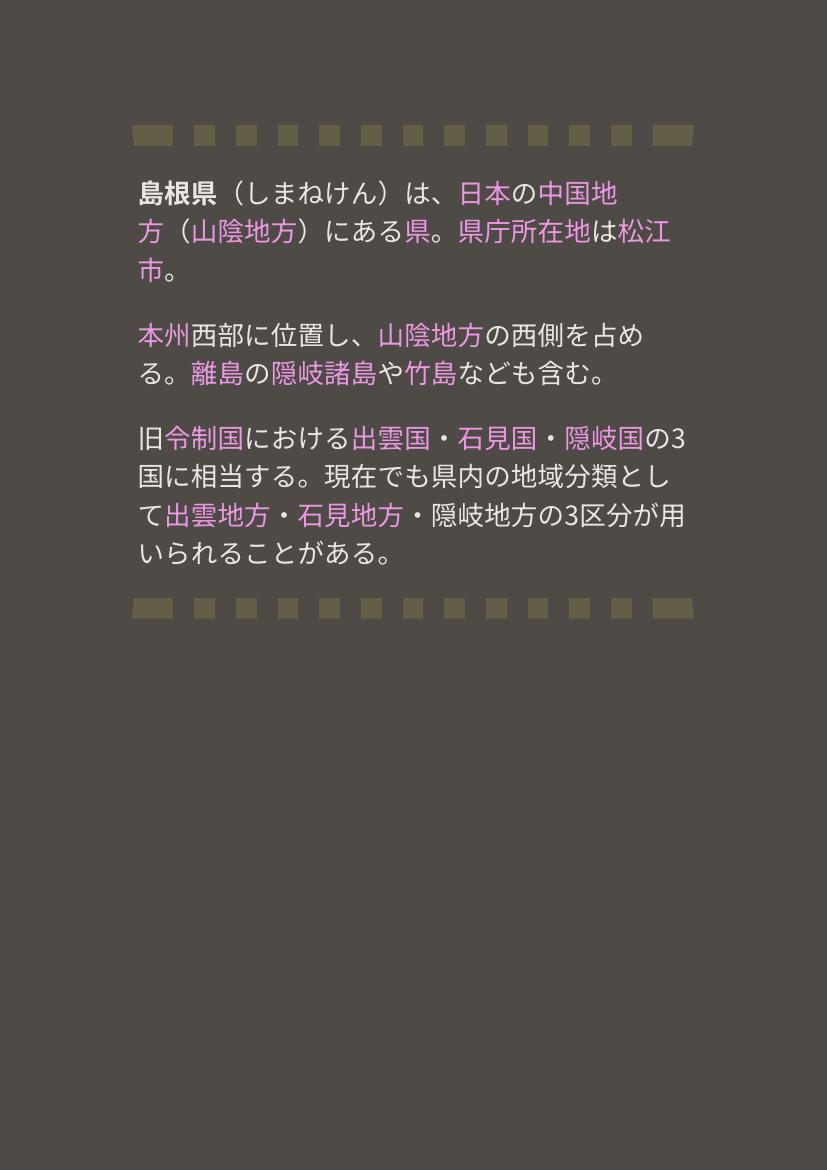 島根県（しまねけん）は、日本の中国地
方（山陰地方）にある県。県庁所在地は松江
市。
本州西部に位置し、山陰地方の西側を占め
る。離島の隠岐諸島や竹島なども含む。
旧令制国における出雲国・石見国・隠岐国の3
国に相当する。現在でも県内の地域分類とし
て出雲地方・石見地方・隠岐地方の3区分が用
いられることがある。